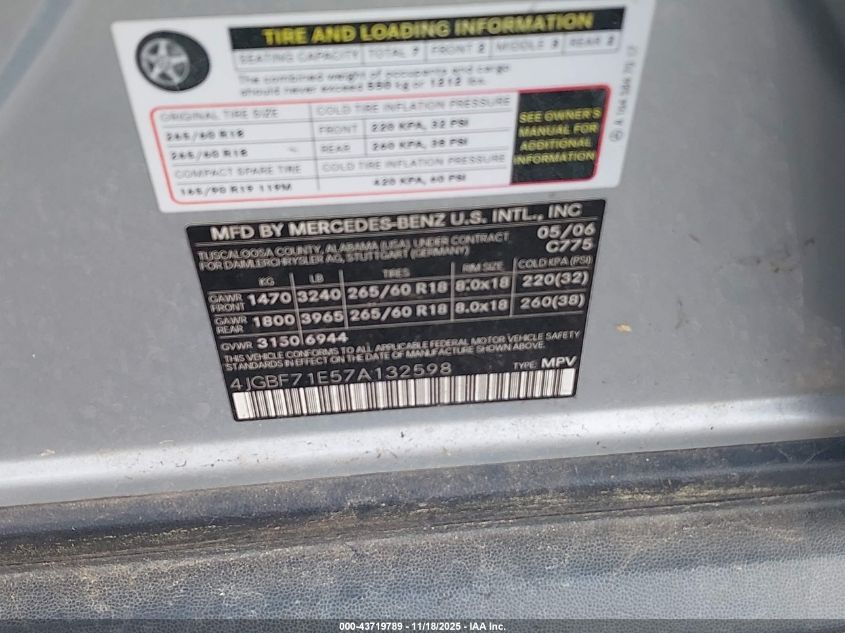 TIRE AND LOADING INFORMATION
SEATING CAPACITY TOTAL 7 FRONT 2 MIDDLE 3 REAR 2
The combined weight of occupants and cargo
should never exceed 550 kg or 1212 lbs.
ORIGINAL TIRE SIZE COLD TIRE INFLATION PRESSURE
265/60 R18 FRONT 220 KPA, 32 PSI
265/60 R18 REAR 260 KPA, 38 PSI
COMPACT SPARE TIRE COLD TIRE INFLATION PRESSURE
165/90 R19 119M 420 KPA, 60 PSI
SEE OWNER'S
MANUAL FOR
ADDITIONAL
INFORMATION
MFD BY MERCEDES-BENZ U.S. INTL., INC 05/06
TUSCALOOSA COUNTY, ALABAMA (USA) UNDER CONTRACT C775
FOR DAIMLERCHRYSLER AG, STUTTGART (GERMANY)
KG LB TIRES RIM SIZE COLD KPA (PSI)
GAWR FRONT 1470 3240 265/60 R18 8.0x18 220(32)
GAWR REAR 1800 3965 265/60 R18 8.0x18 260(38)
GVWR 3150 6944
THIS VEHICLE CONFORMS TO ALL APPLICABLE FEDERAL MOTOR VEHICLE SAFETY
STANDARDS IN EFFECT ON THE DATE OF MANUFACTURE SHOWN ABOVE.
4JGBF71E57A132598 TYPE: MPV
000-43719789 - 11/18/2025 - IAA Inc.